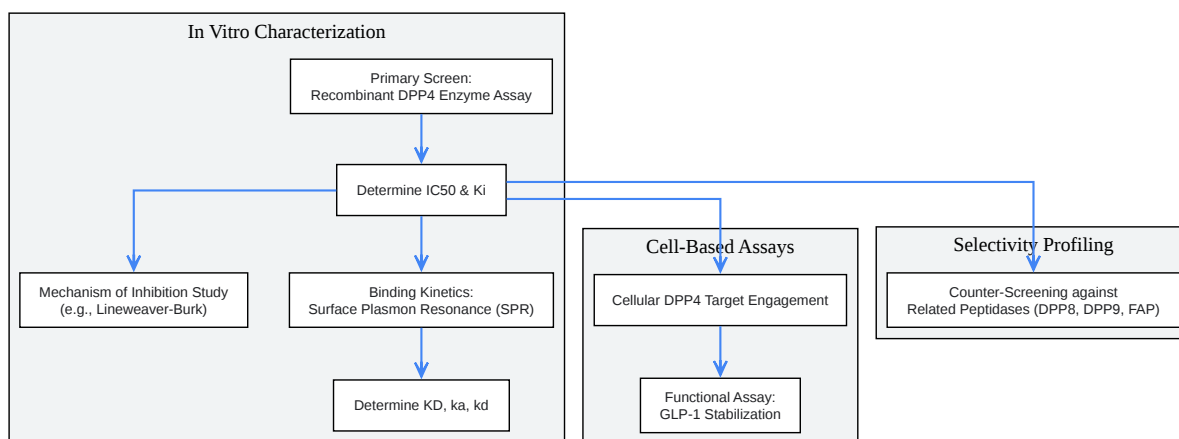 In Vitro Characterization
Primary Screen:
Recombinant DPP4 Enzyme Assay
Determine IC50 & Ki
Mechanism of Inhibition Study
(e.g., Lineweaver-Burk)
Binding Kinetics:
Surface Plasmon Resonance (SPR)
Determine KD, ka, kd
Cell-Based Assays
Cellular DPP4 Target Engagement
Functional Assay:
GLP-1 Stabilization
Selectivity Profiling
Counter-Screening against
Related Peptidases (DPP8, DPP9, FAP)